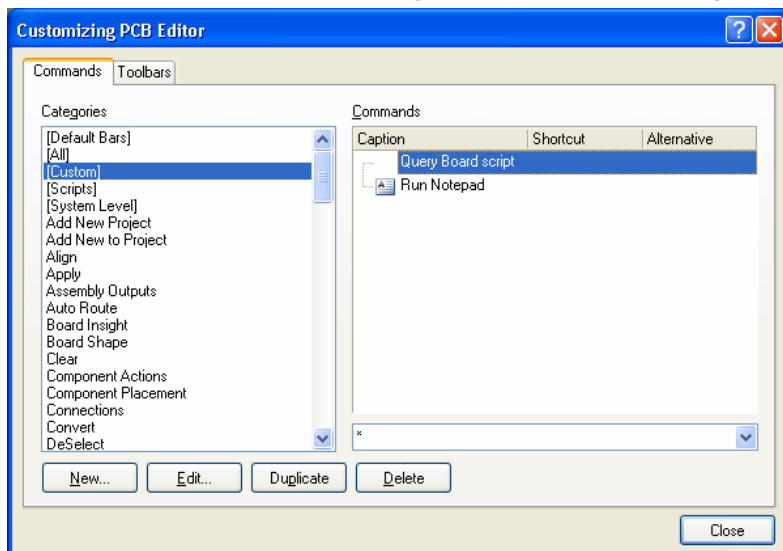 Customizing PCB Editor
Commands Toolbars
Categories
[Default Bars]
[All]
[Custom]
[Scripts]
[System Level]
Add New Project
Add New to Project
Align
Apply
Assembly Outputs
Auto Route
Board Insight
Board Shape
Clear
Component Actions
Component Placement
Connections
Convert
DeSelect
Commands
Caption Shortcut Alternative
Query Board script
Run Notepad
*
New... Edit... Duplicate Delete
Close